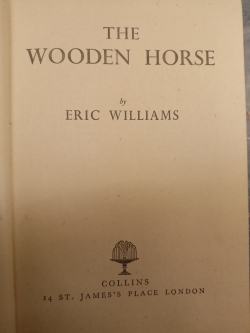 THE
WOODEN HORSE
by
ERIC WILLIAMS
COLLINS
14 ST. JAMES'S PLACE LONDON